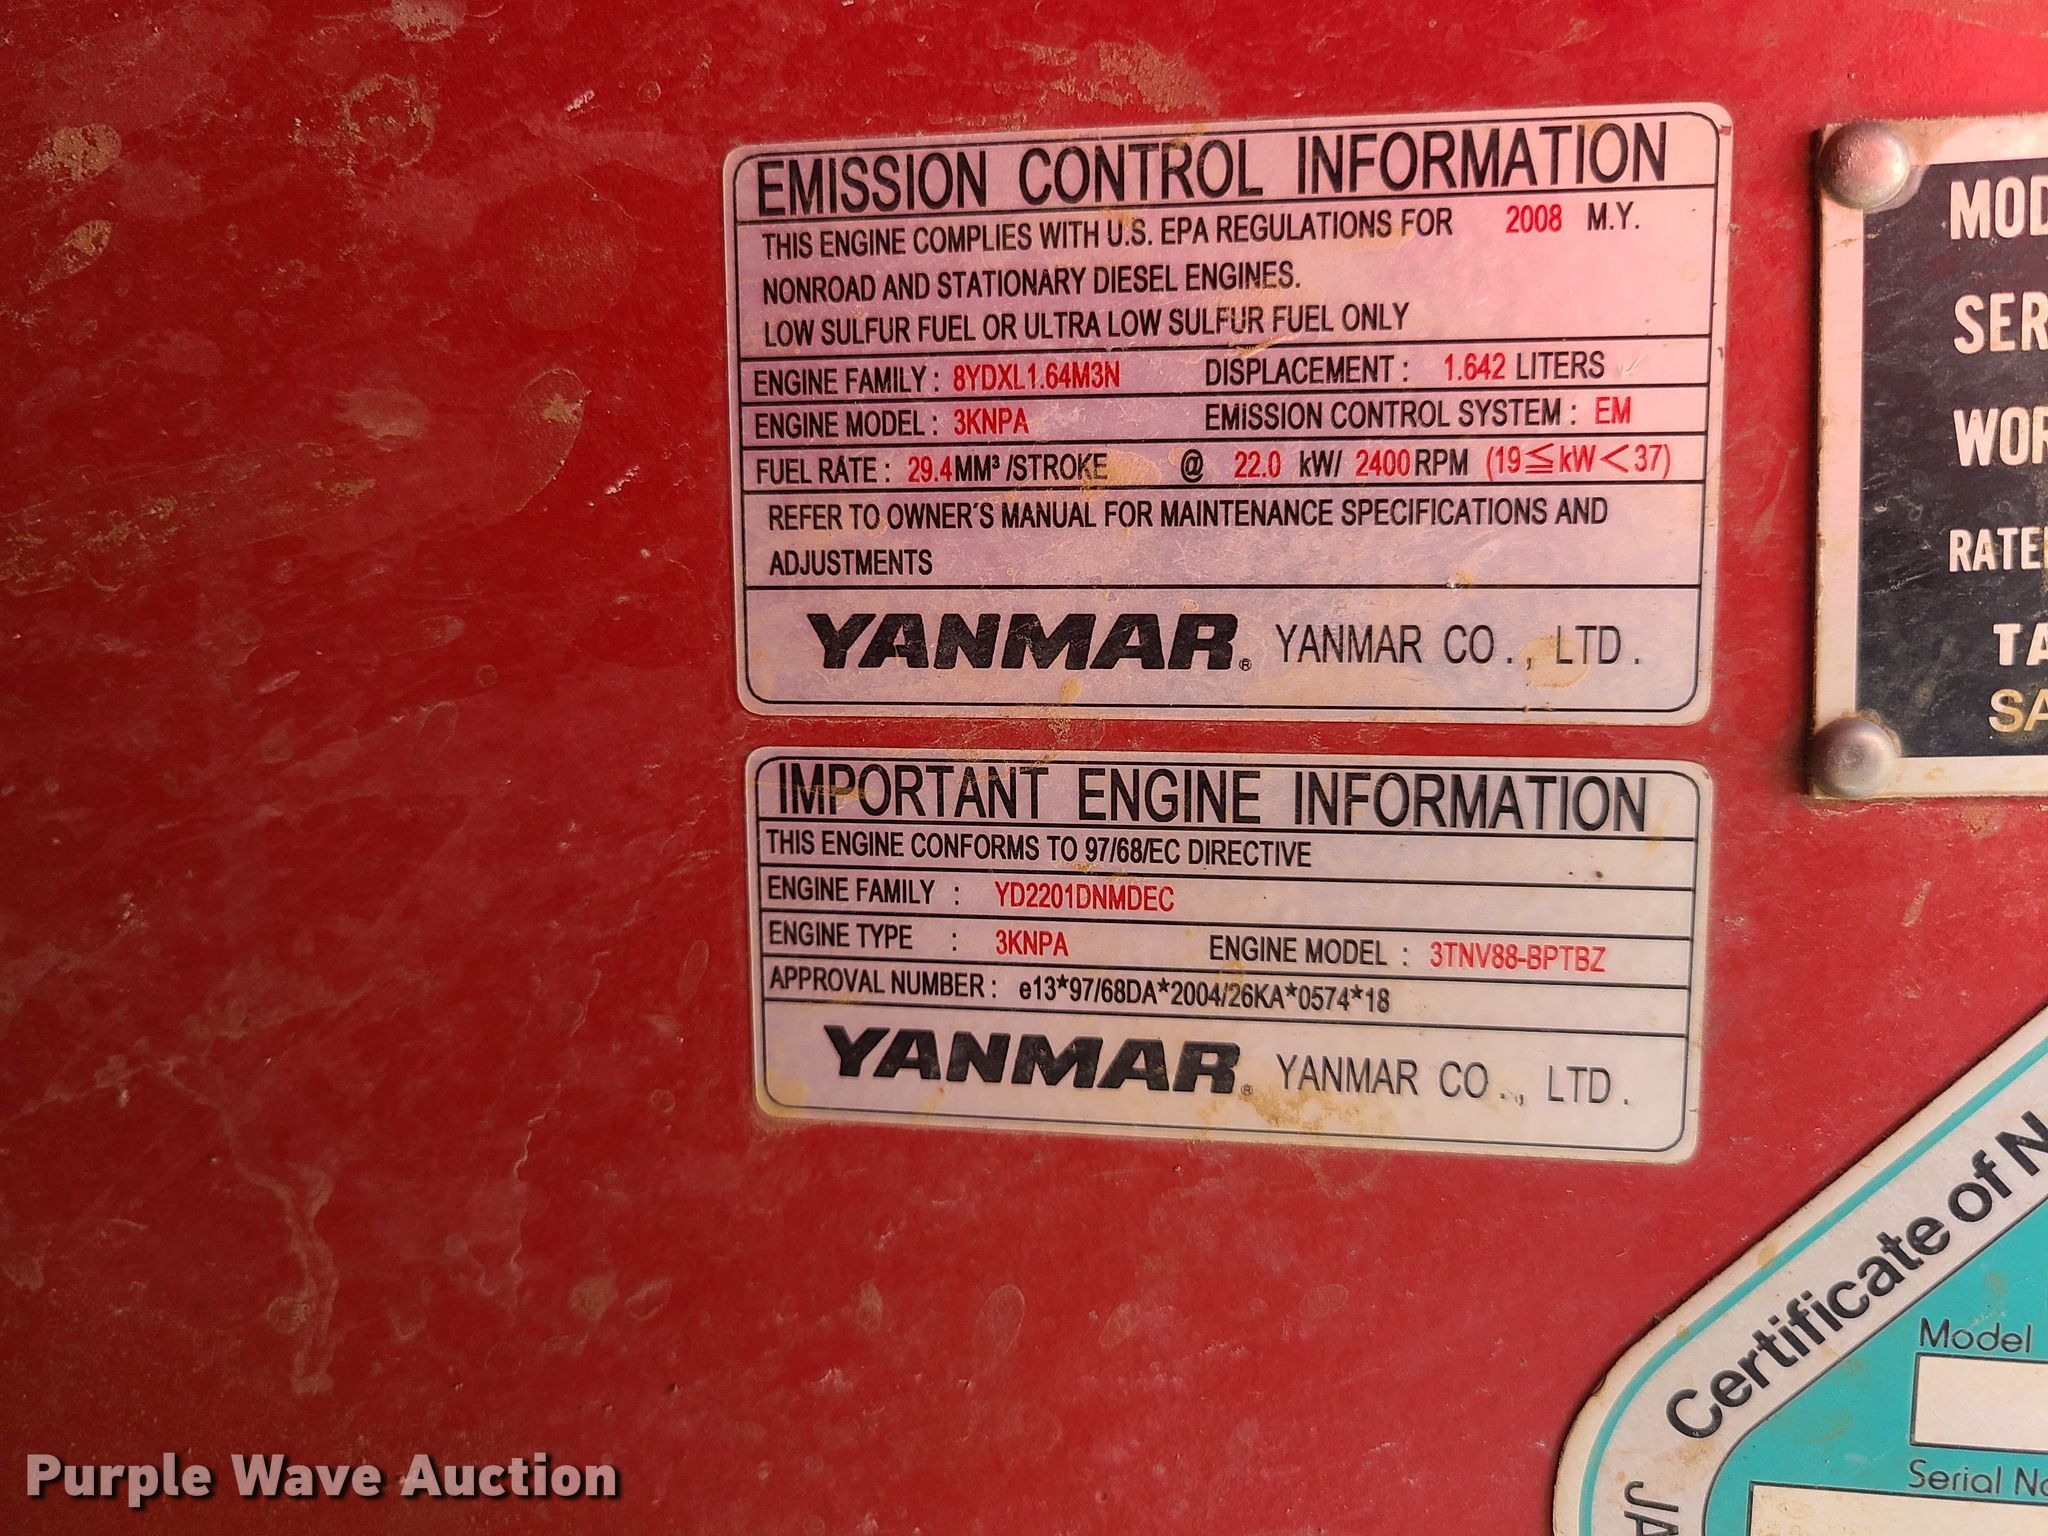 EMISSION CONTROL INFORMATION
THIS ENGINE COMPLIES WITH U.S. EPA REGULATIONS FOR 2008 M.Y.
NONROAD AND STATIONARY DIESEL ENGINES.
LOW SULFUR FUEL OR ULTRA LOW SULFUR FUEL ONLY
ENGINE FAMILY : 8YDXL1.64M3N DISPLACEMENT : 1.642 LITERS
ENGINE MODEL : 3KNPA EMISSION CONTROL SYSTEM : EM
FUEL RATE : 29.4MM³/STROKE @ 22.0 kW/ 2400RPM (19≦kW<37)
REFER TO OWNER'S MANUAL FOR MAINTENANCE SPECIFICATIONS AND
ADJUSTMENTS
YANMAR® YANMAR CO., LTD.
IMPORTANT ENGINE INFORMATION
THIS ENGINE CONFORMS TO 97/68/EC DIRECTIVE
ENGINE FAMILY : YD2201DNMDEC
ENGINE TYPE : 3KNPA ENGINE MODEL : 3TNV88-BPTBZ
APPROVAL NUMBER : e13*97/68DA*2004/26KA*0574*18
YANMAR® YANMAR CO., LTD.
MOD
SER
WOR
RATE
TA
SA
Certificate of N
Model
Serial No
JA
Purple Wave Auction